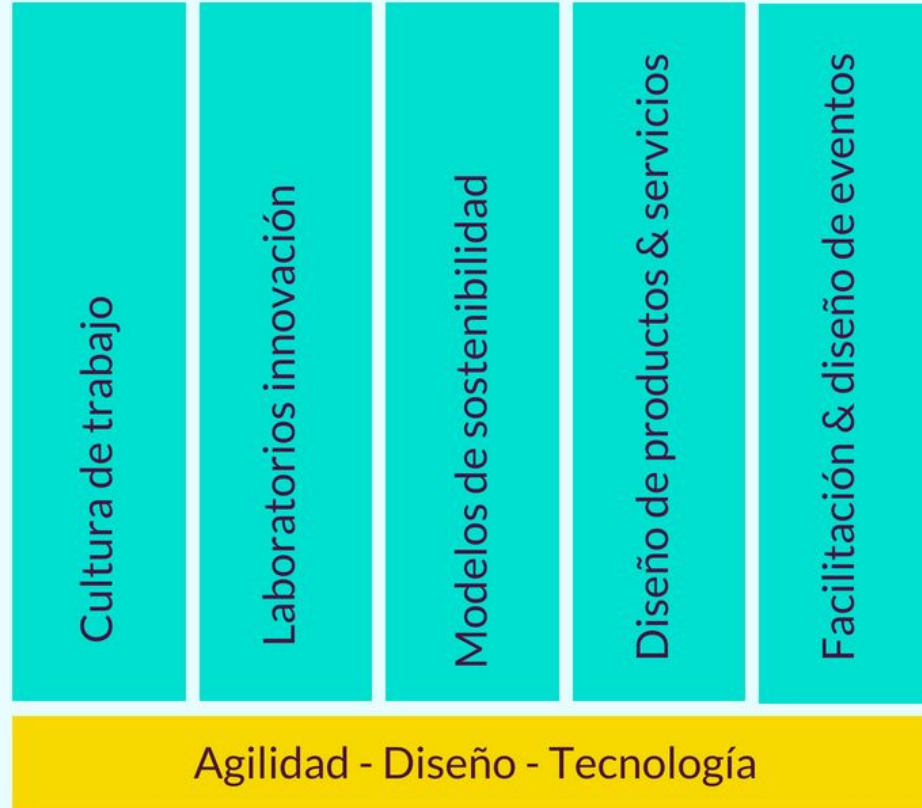 Cultura de trabajo
Laboratorios innovación
Modelos de sostenibilidad
Diseño de productos & servicios
Facilitación & diseño de eventos
Agilidad - Diseño - Tecnología